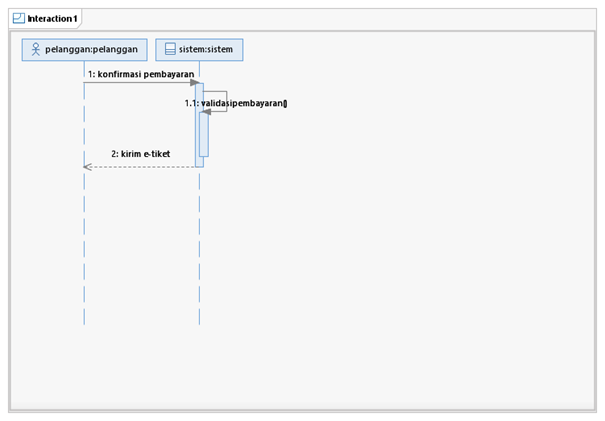 Interaction1
pelanggan:pelanggan
sistem:sistem
1: konfirmasi pembayaran
1.1: validasipembayaran()
2: kirim e-tiket